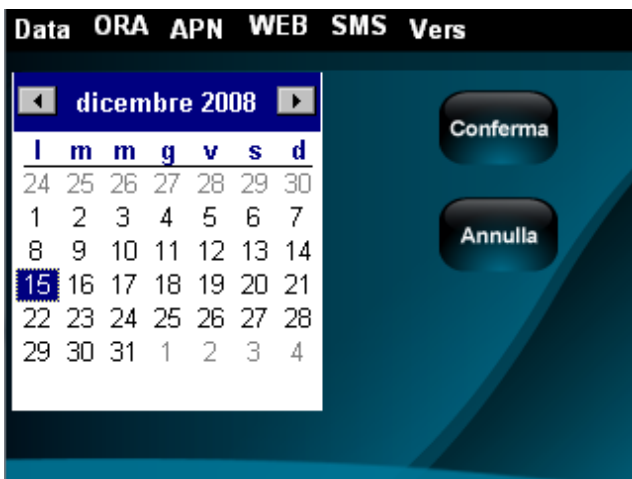 Data ORA APN WEB SMS Vers
dicembre 2008
l m m g v s d
24 25 26 27 28 29 30
1 2 3 4 5 6 7
8 9 10 11 12 13 14
15 16 17 18 19 20 21
22 23 24 25 26 27 28
29 30 31 1 2 3 4
Conferma
Annulla